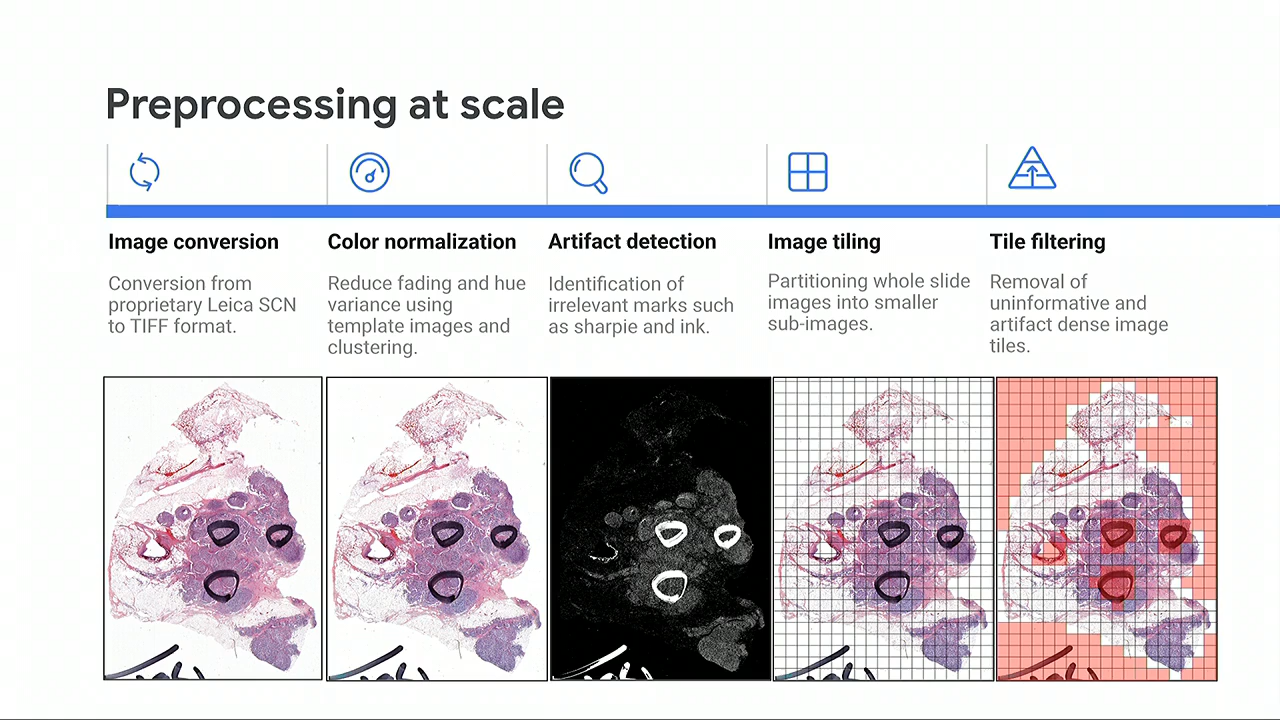 Preprocessing at scale
Image conversion
Conversion from
proprietary Leica SCN
to TIFF format.
Color normalization
Reduce fading and hue
variance using
template images and
clustering.
Artifact detection
Identification of
irrelevant marks such
as sharpie and ink.
Image tiling
Partitioning whole slide
images into smaller
sub-images.
Tile filtering
Removal of
uninformative and
artifact dense image
tiles.